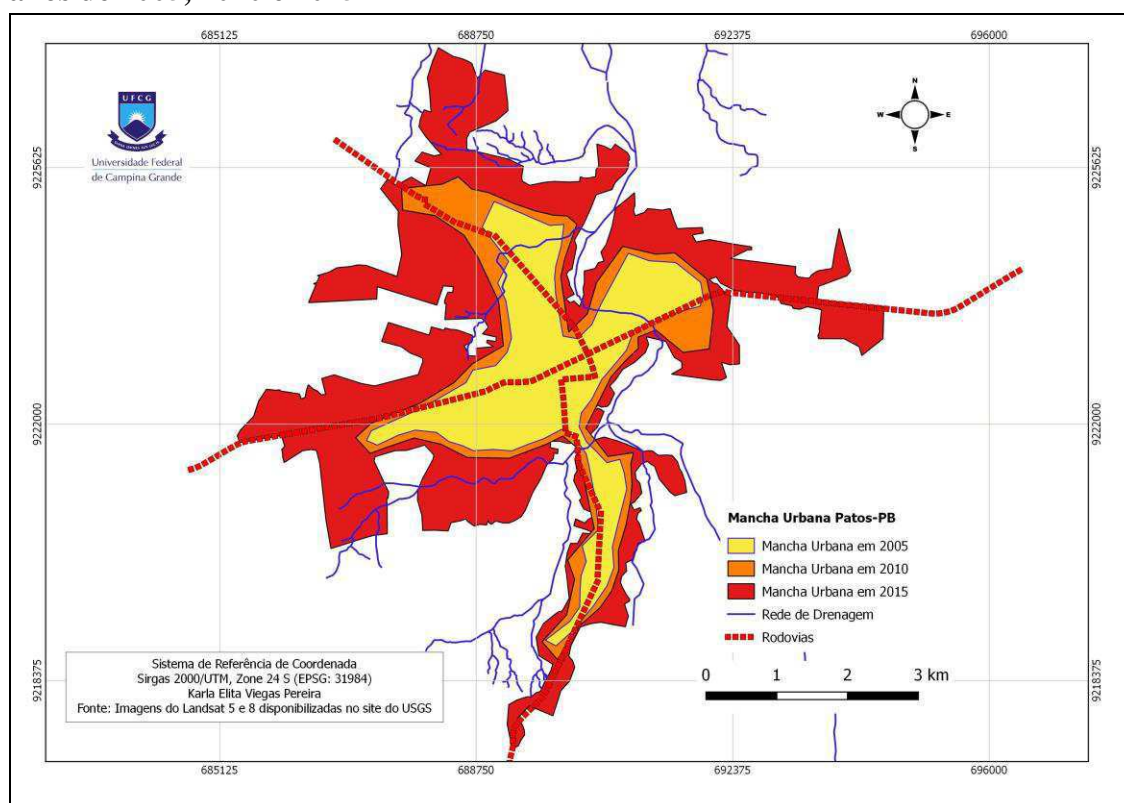 685125 688750 692375 696000
UFCG
Universidade Federal
de Campina Grande
N
W E
S
9225625 9225625
9222000 9222000
Mancha Urbana Patos-PB
Mancha Urbana em 2005
Mancha Urbana em 2010
Mancha Urbana em 2015
Rede de Drenagem
Rodovias
Sistema de Referência de Coordenada
Sirgas 2000/UTM, Zone 24 S (EPSG: 31984)
Karla Elita Viegas Pereira
Fonte: Imagens do Landsat 5 e 8 disponibilizadas no site do USGS
0 1 2 3 km
9218375 9218375
685125 688750 692375 696000